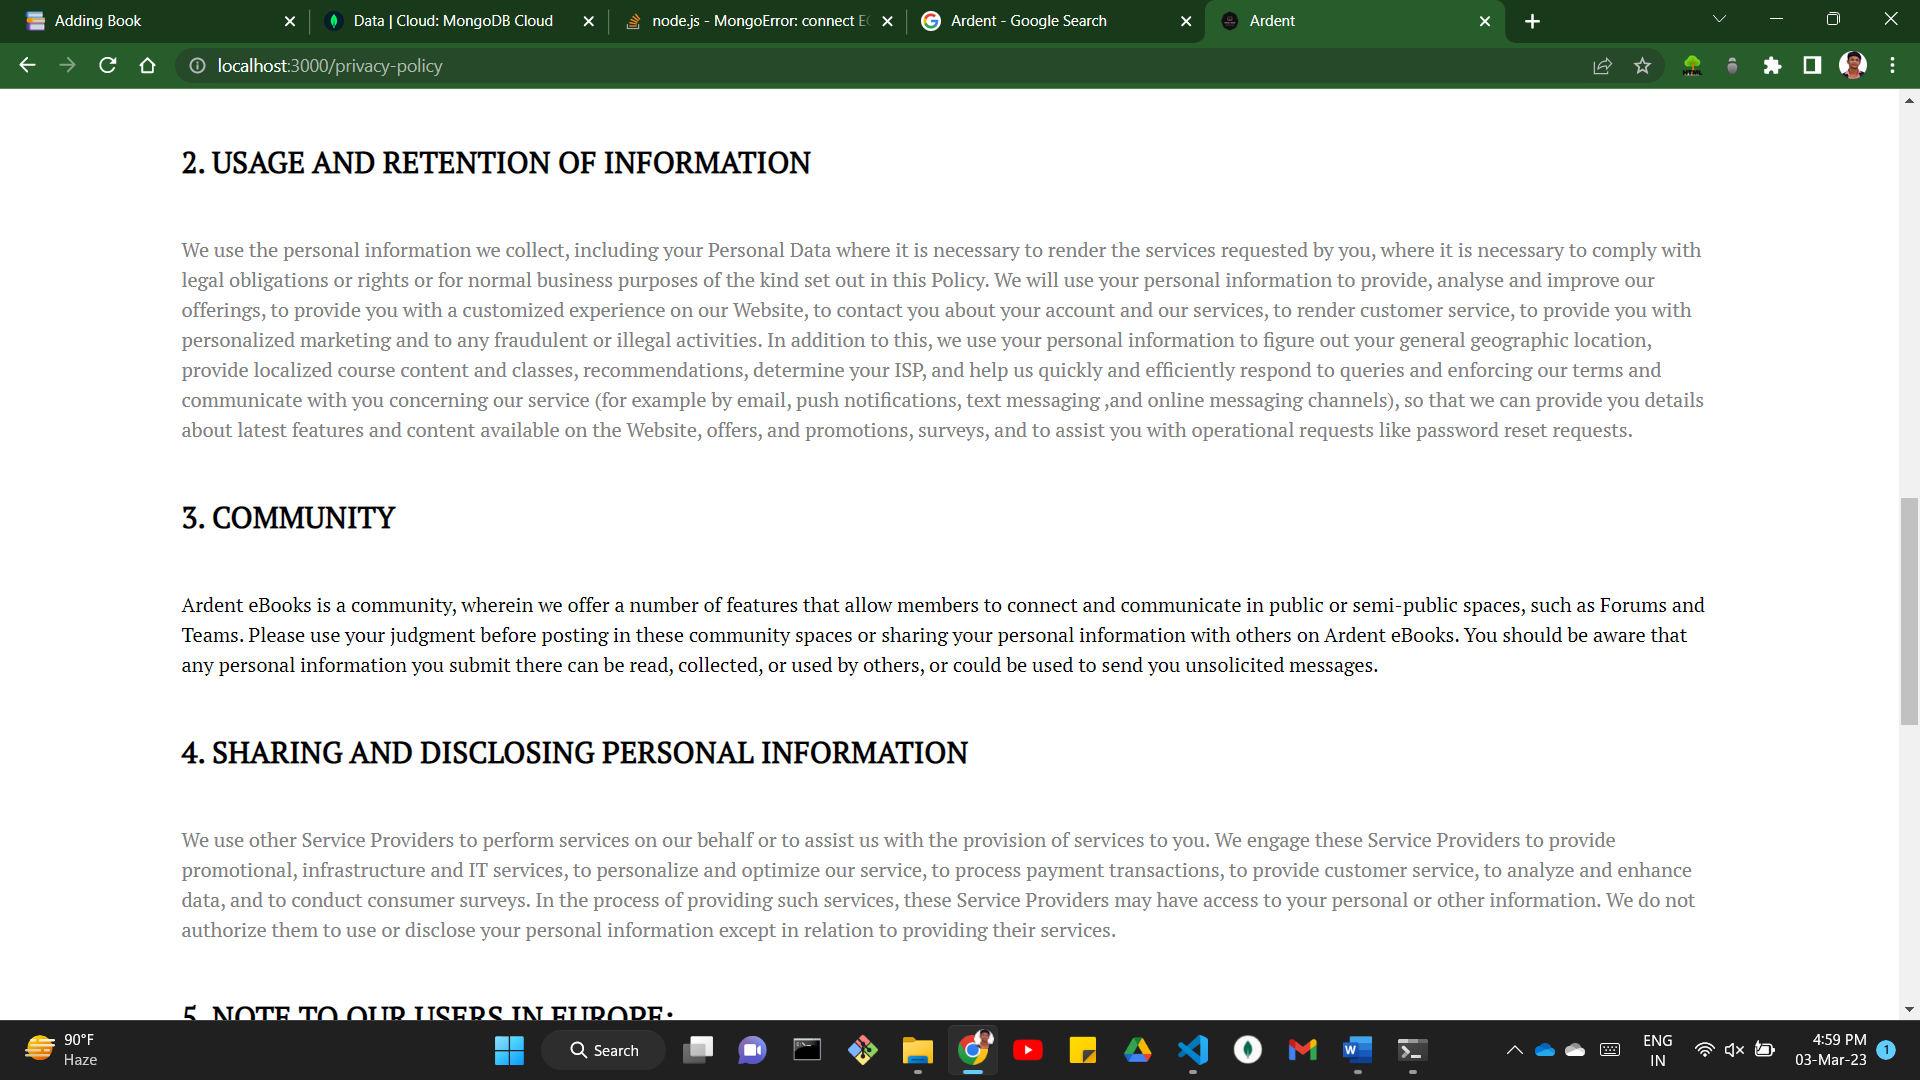 Adding Book
Data | Cloud: MongoDB Cloud
node.js - MongoError: connect EC
Ardent - Google Search
Ardent
localhost:3000/privacy-policy
2. USAGE AND RETENTION OF INFORMATION
We use the personal information we collect, including your Personal Data where it is necessary to render the services requested by you, where it is necessary to comply with
legal obligations or rights or for normal business purposes of the kind set out in this Policy. We will use your personal information to provide, analyse and improve our
offerings, to provide you with a customized experience on our Website, to contact you about your account and our services, to render customer service, to provide you with
personalized marketing and to any fraudulent or illegal activities. In addition to this, we use your personal information to figure out your general geographic location,
provide localized course content and classes, recommendations, determine your ISP, and help us quickly and efficiently respond to queries and enforcing our terms and
communicate with you concerning our service (for example by email, push notifications, text messaging ,and online messaging channels), so that we can provide you details
about latest features and content available on the Website, offers, and promotions, surveys, and to assist you with operational requests like password reset requests.
3. COMMUNITY
Ardent eBooks is a community, wherein we offer a number of features that allow members to connect and communicate in public or semi-public spaces, such as Forums and
Teams. Please use your judgment before posting in these community spaces or sharing your personal information with others on Ardent eBooks. You should be aware that
any personal information you submit there can be read, collected, or used by others, or could be used to send you unsolicited messages.
4. SHARING AND DISCLOSING PERSONAL INFORMATION
We use other Service Providers to perform services on our behalf or to assist us with the provision of services to you. We engage these Service Providers to provide
promotional, infrastructure and IT services, to personalize and optimize our service, to process payment transactions, to provide customer service, to analyze and enhance
data, and to conduct consumer surveys. In the process of providing such services, these Service Providers may have access to your personal or other information. We do not
authorize them to use or disclose your personal information except in relation to providing their services.
5. NOTE TO OUR USERS IN EUROPE:
90°F
Haze
Search
ENG
IN
4:59 PM
03-Mar-23
1